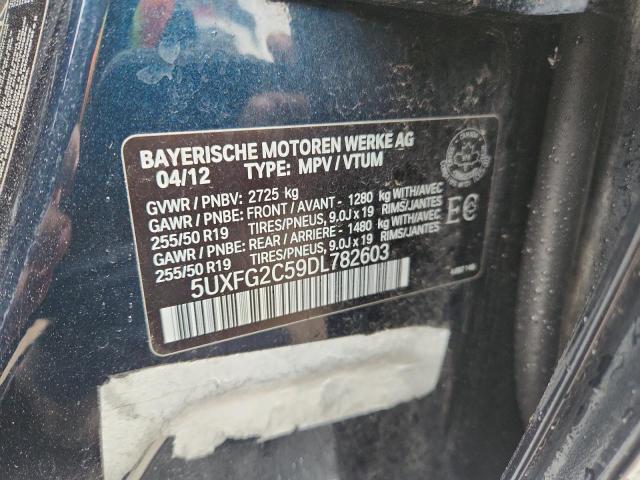 BAYERISCHE MOTOREN WERKE AG
04/12 TYPE: MPV / VTUM
GVWR / PNBV: 2725 kg
GAWR / PNBE: FRONT / AVANT - 1280 kg WITH/AVEC
255/50 R19 TIRES/PNEUS, 9.0J x 19 RIMS/JANTES
GAWR / PNBE: REAR / ARRIERE - 1480 kg WITH/AVEC
255/50 R19 TIRES/PNEUS, 9.0J x 19 RIMS/JANTES
EC
5UXFG2C59DL782603